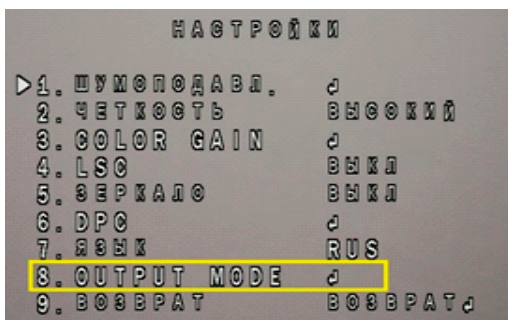 НАСТРОЙКИ
▷1. ШУМОПОДАВЛ. ↲
2. ЧЕТКОСТЬ ВЫСОКИЙ
3. COLOR GAIN ↲
4. LSC ВЫКЛ
5. ЗЕРКАЛО ВЫКЛ
6. DPC ↲
7. ЯЗЫК RUS
8. OUTPUT MODE ↲
9. ВОЗВРАТ ВОЗВРАТ↲